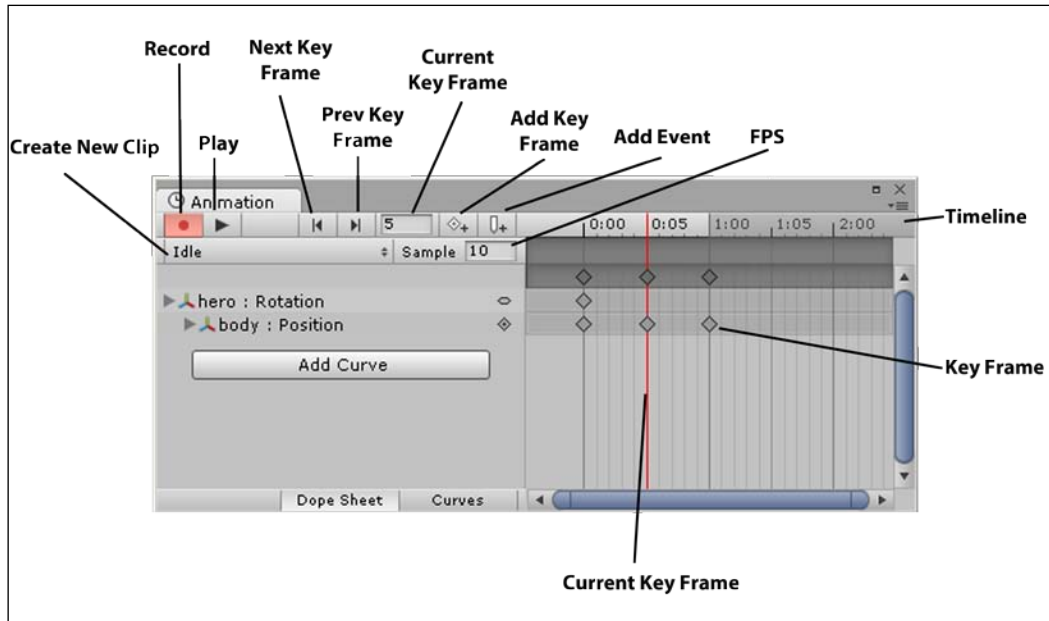 Record
Next Key
Frame
Current
Key Frame
Prev Key
Frame
Add Key
Frame
Add Event
FPS
Create New Clip
Play
Animation
5
0:00
0:05
1:00
1:05
2:00
Timeline
Idle
Sample
10
hero : Rotation
body : Position
Add Curve
Key Frame
Dope Sheet
Curves
Current Key Frame